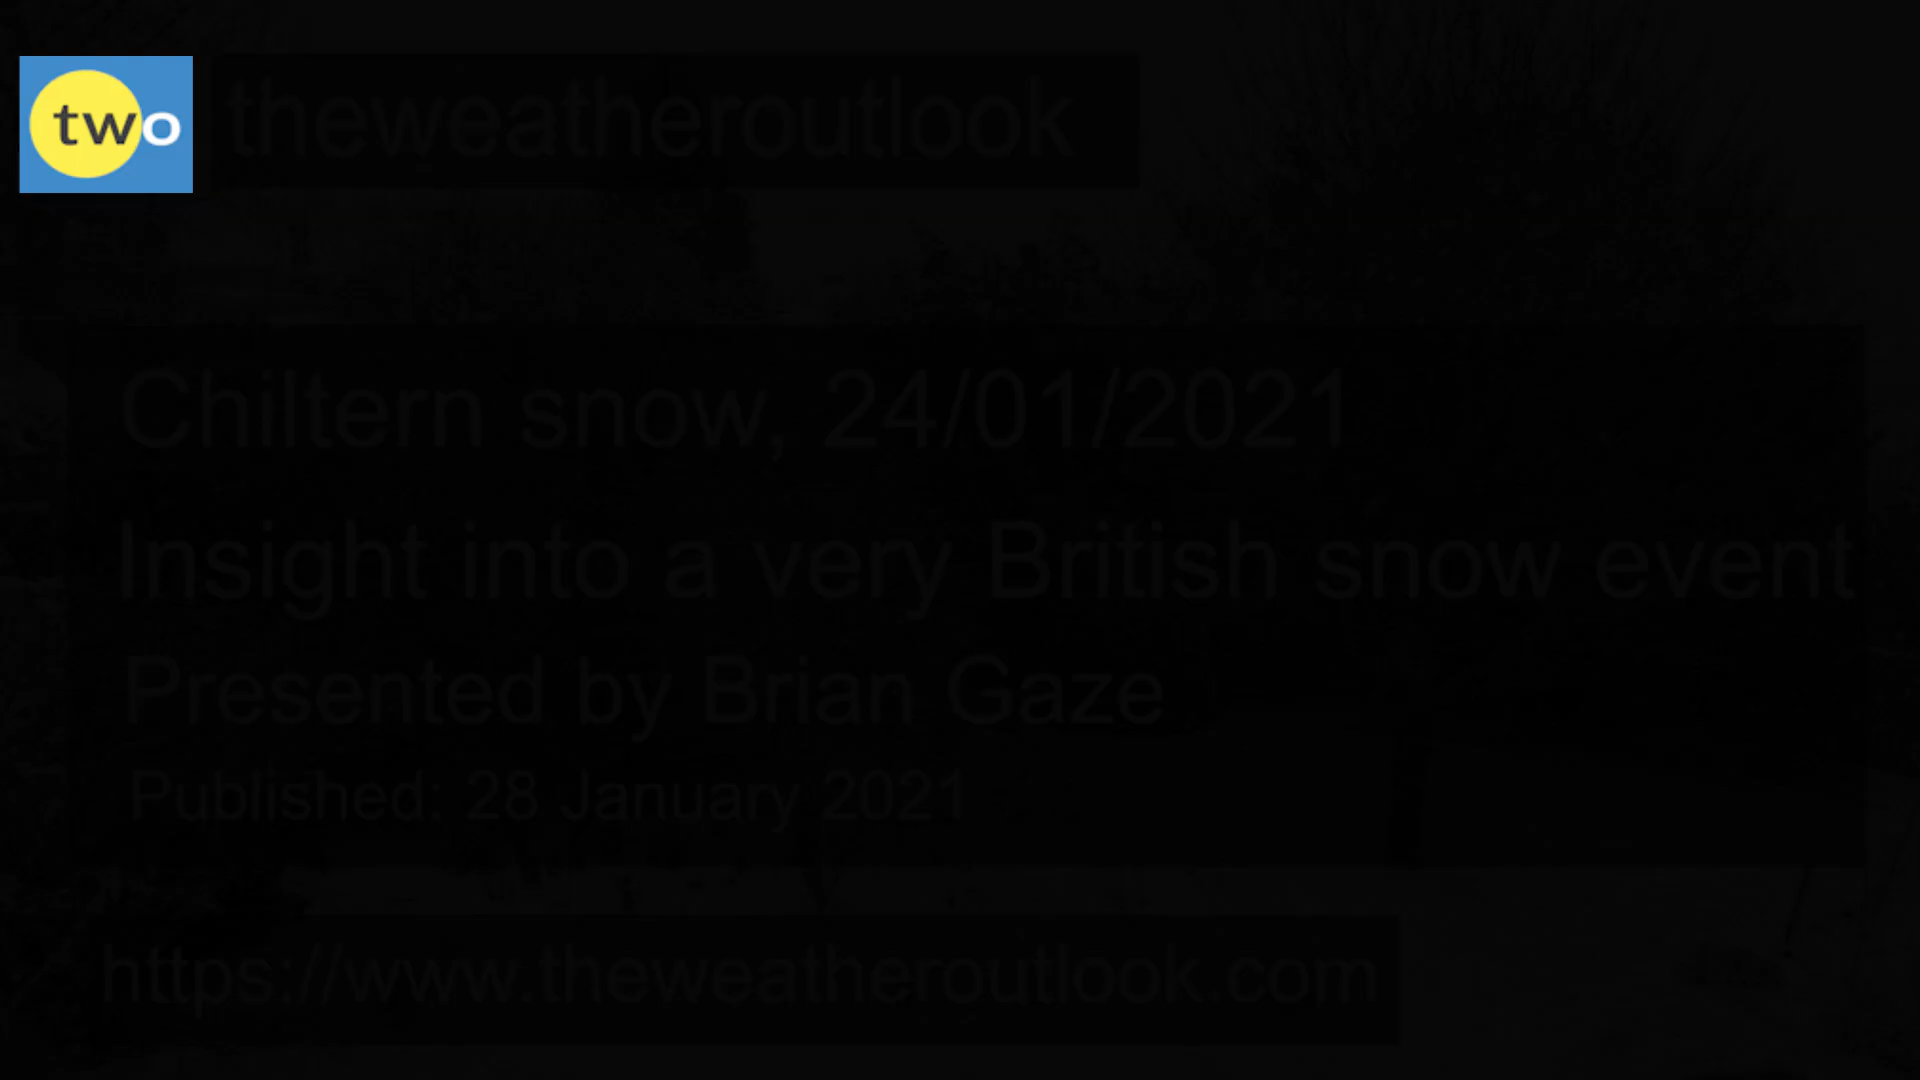 two
theweatheroutlook
Chiltern snow, 24/01/2021
Insight into a very British snow event
Presented by Brian Gaze
Published: 28 January 2021
https://www.theweatheroutlook.com